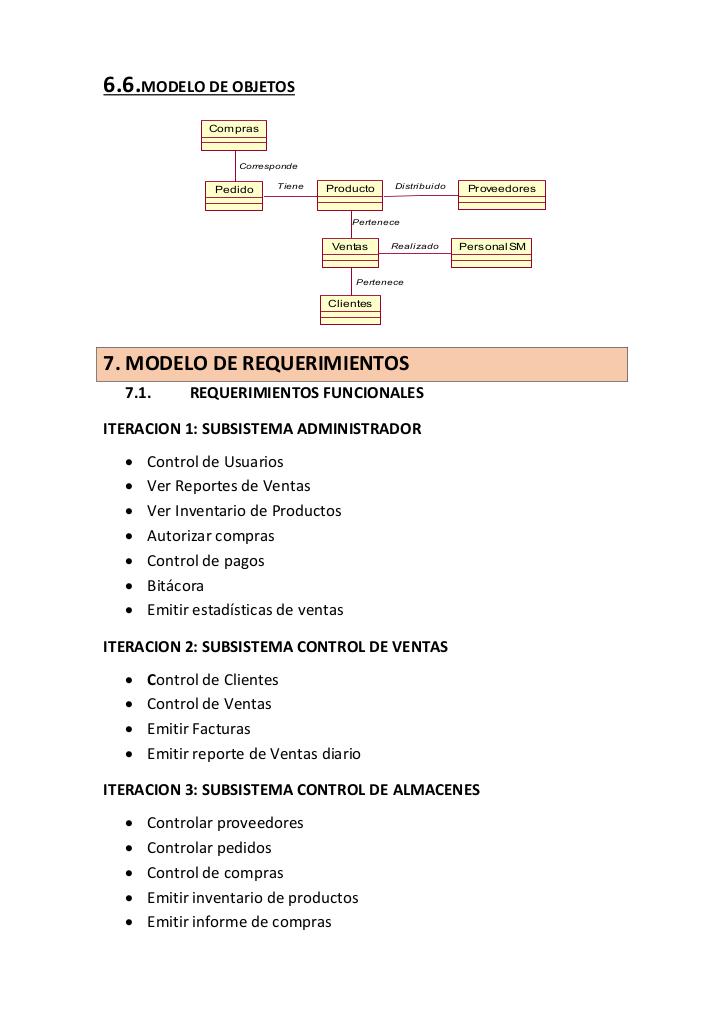 6.6.MODELO DE OBJETOS
Compras
Corresponde
Pedido
Tiene
Producto
Distribuido
Proveedores
Pertenece
Ventas
Realizado
PersonalSM
Pertenece
Clientes
7. MODELO DE REQUERIMIENTOS
7.1. REQUERIMIENTOS FUNCIONALES
ITERACION 1: SUBSISTEMA ADMINISTRADOR
• Control de Usuarios
• Ver Reportes de Ventas
• Ver Inventario de Productos
• Autorizar compras
• Control de pagos
• Bitácora
• Emitir estadísticas de ventas
ITERACION 2: SUBSISTEMA CONTROL DE VENTAS
• Control de Clientes
• Control de Ventas
• Emitir Facturas
• Emitir reporte de Ventas diario
ITERACION 3: SUBSISTEMA CONTROL DE ALMACENES
• Controlar proveedores
• Controlar pedidos
• Control de compras
• Emitir inventario de productos
• Emitir informe de compras